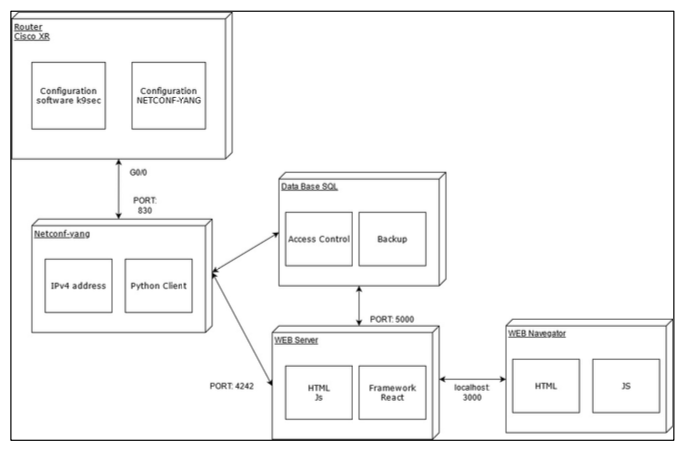 Router
Cisco XR
Configuration
software k9sec
Configuration
NETCONF-YANG
G0/0
PORT:
830
Netconf-yang
IPv4 address
Python Client
Data Base SQL
Access Control
Backup
PORT: 5000
PORT: 4242
WEB Server
HTML
Js
Framework
React
localhost
3000
WEB Navegator
HTML
JS